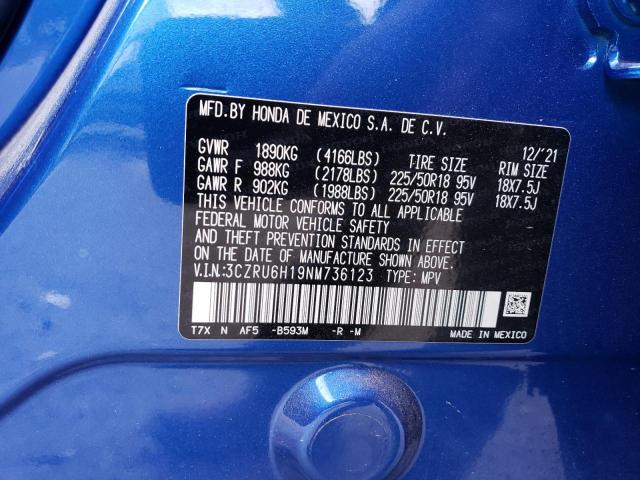 MFD.BY HONDA DE MEXICO S.A. DE C.V.
12/'21
GVWR 1890KG (4166LBS) TIRE SIZE RIM SIZE
GAWR F 988KG (2178LBS) 225/50R18 95V 18X7.5J
GAWR R 902KG (1988LBS) 225/50R18 95V 18X7.5J
THIS VEHICLE CONFORMS TO ALL APPLICABLE
FEDERAL MOTOR VEHICLE SAFETY
AND THEFT PREVENTION STANDARDS IN EFFECT
ON THE DATE OF MANUFACTURE SHOWN ABOVE.
V.I.N.:3CZRU6H19NM736123 TYPE: MPV
T7X N AF5 -B593M -R -M MADE IN MEXICO